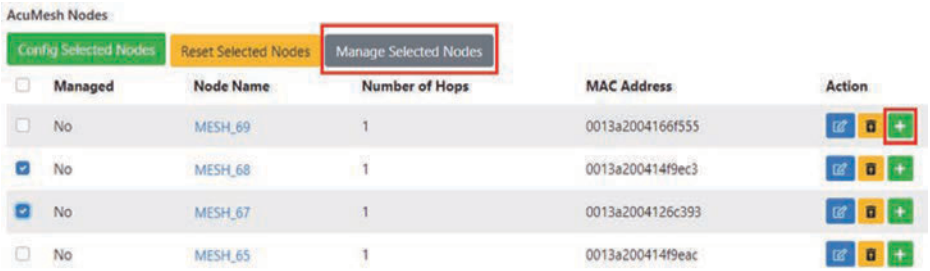 AcuMesh Nodes
Config Selected Nodes Reset Selected Nodes Manage Selected Nodes
Managed Node Name Number of Hops MAC Address Action
No MESH_69 1 0013a2004166f555
No MESH_68 1 0013a200414f9ec3
No MESH_67 1 0013a2004126c393
No MESH_65 1 0013a200414f9eac